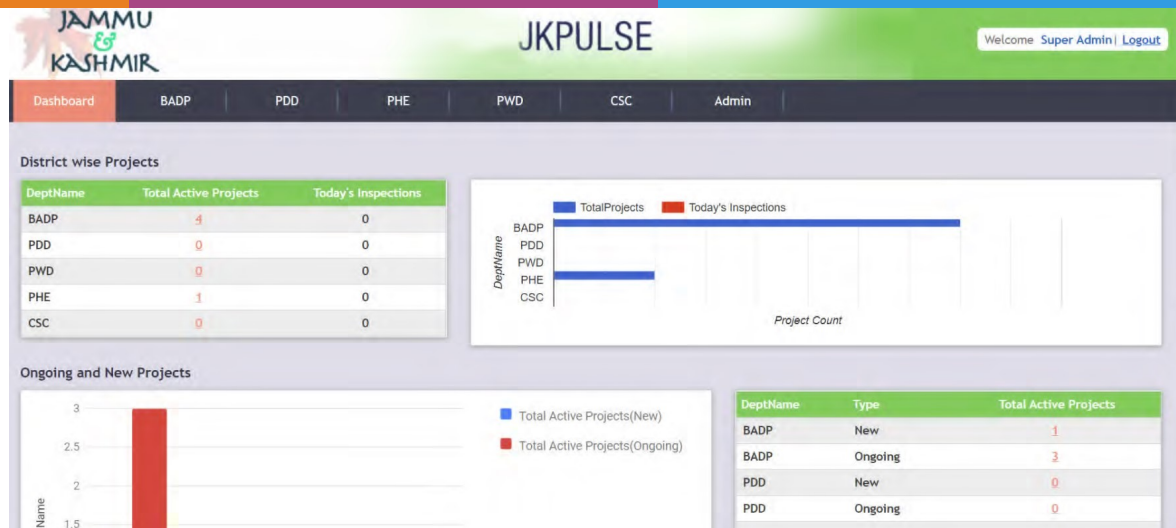 JAMMU
&
KASHMIR
JKPULSE
Welcome Super Admin| Logout
Dashboard BADP PDD PHE PWD CSC Admin
District wise Projects
DeptName Total Active Projects Today's Inspections
BADP 4 0
PDD 0 0
PWD 0 0
PHE 1 0
CSC 0 0
TotalProjects Today's Inspections
DeptName
BADP
PDD
PWD
PHE
CSC
Project Count
Ongoing and New Projects
3
2.5
2
1.5
Name
Total Active Projects(New)
Total Active Projects(Ongoing)
DeptName Type Total Active Projects
BADP New 1
BADP Ongoing 3
PDD New 0
PDD Ongoing 0